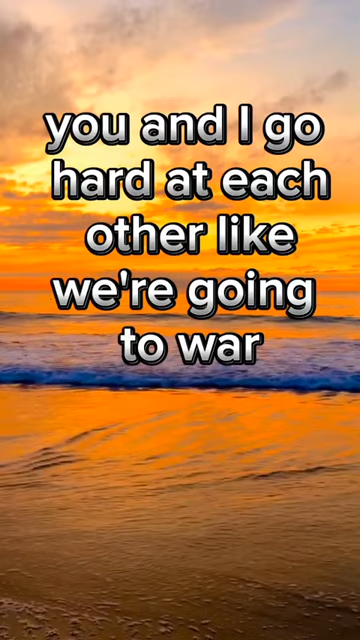 you and I go
hard at each
other like
we're going
to war